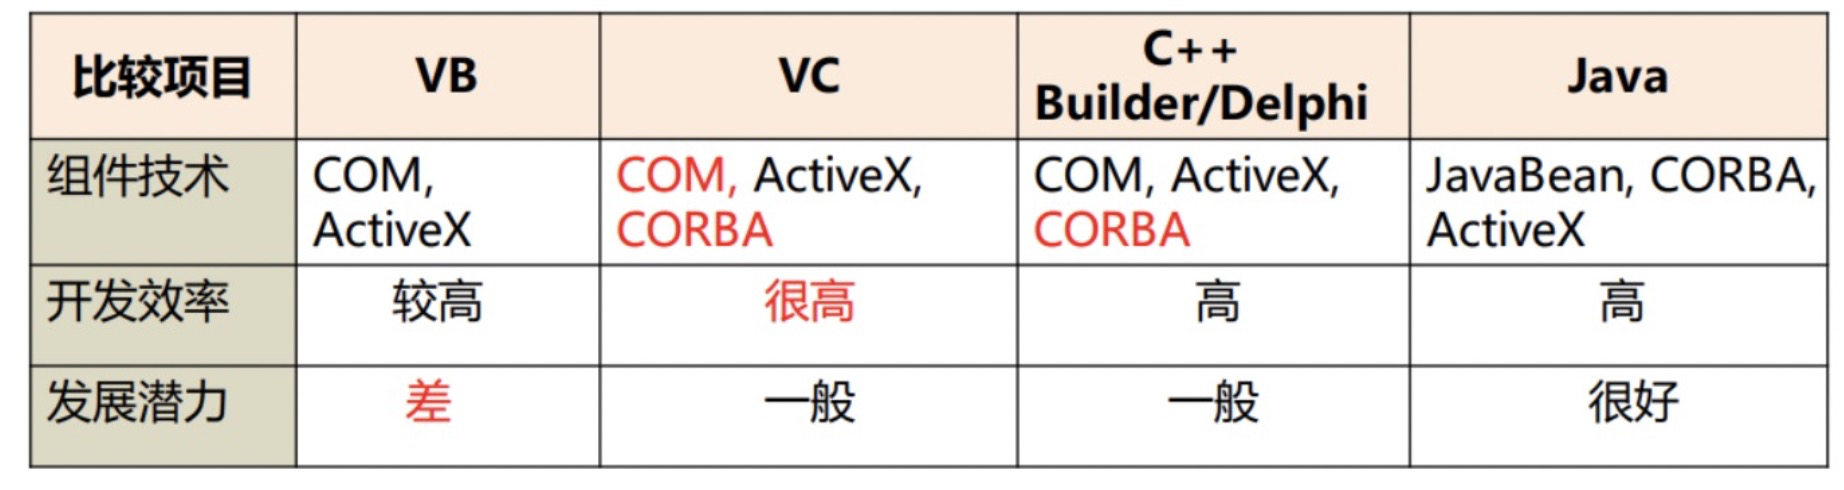 比较项目 VB VC C++ Builder/Delphi Java
组件技术 COM, ActiveX COM, ActiveX, CORBA COM, ActiveX, CORBA JavaBean, CORBA, ActiveX
开发效率 较高 很高 高 高
发展潜力 差 一般 一般 很好